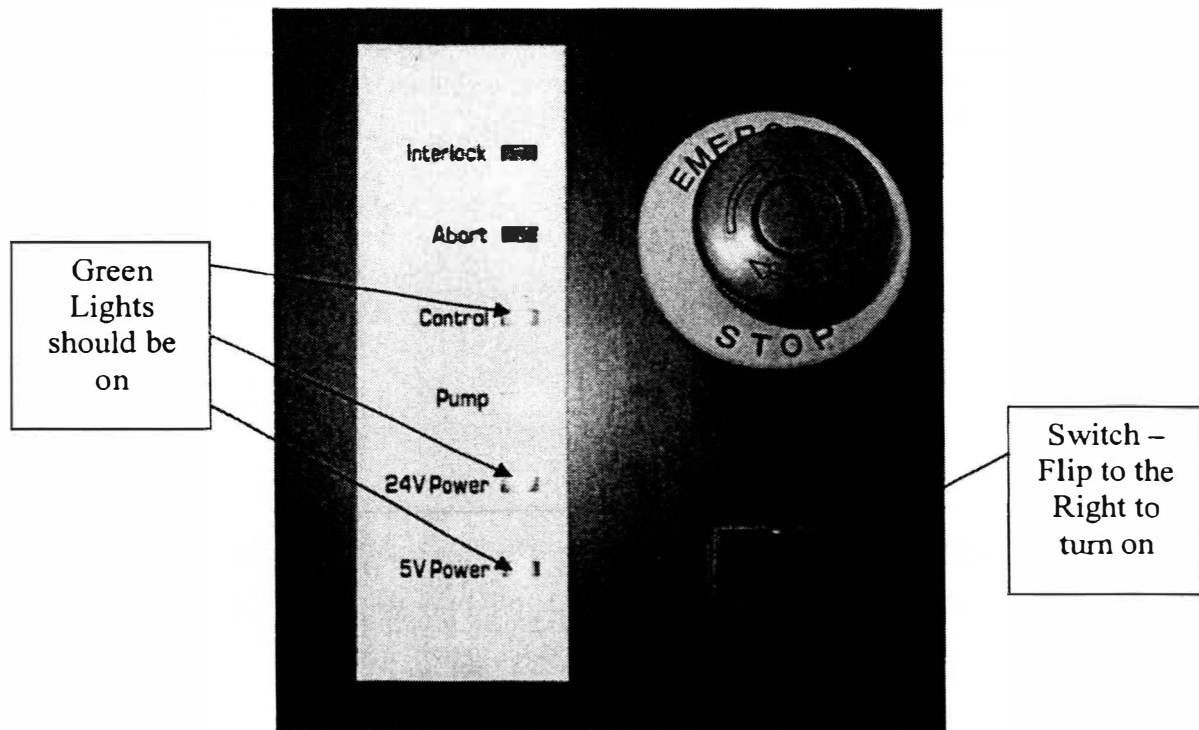 Interlock
Abort
Control
Pump
24V Power
5V Power
STOP
Green
Lights
should be
on
Switch –
Flip to the
Right to
turn on